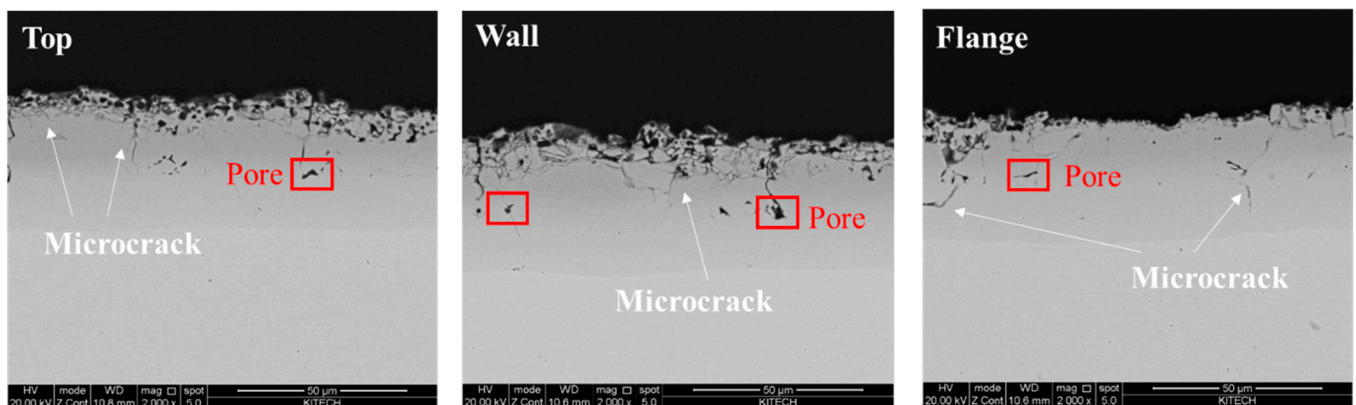 Top
Pore
Microcrack
HV mode WD mag spot 50 µm
20.00 kV Z Cont 10.8 mm 2 000 x 5.0 KITECH
Wall
Pore
Microcrack
HV mode WD mag spot 50 µm
20.00 kV Z Cont 10.6 mm 2 000 x 5.0 KITECH
Flange
Pore
Microcrack
HV mode WD mag spot 50 µm
20.00 kV Z Cont 10.6 mm 2 000 x 5.0 KITECH